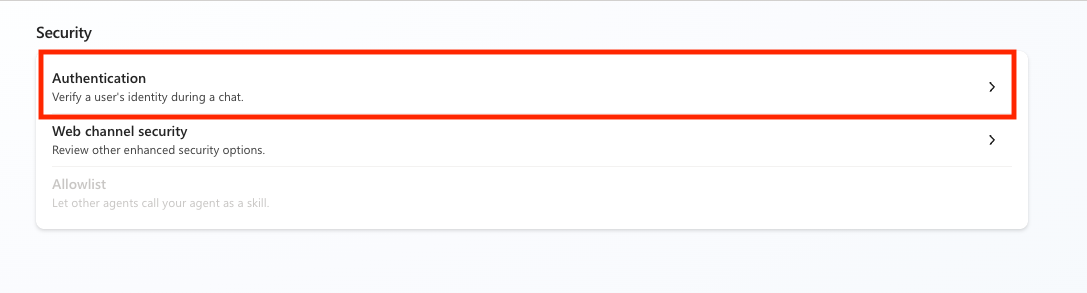 Security
Authentication
Verify a user's identity during a chat.
Web channel security
Review other enhanced security options.
Allowlist
Let other agents call your agent as a skill.